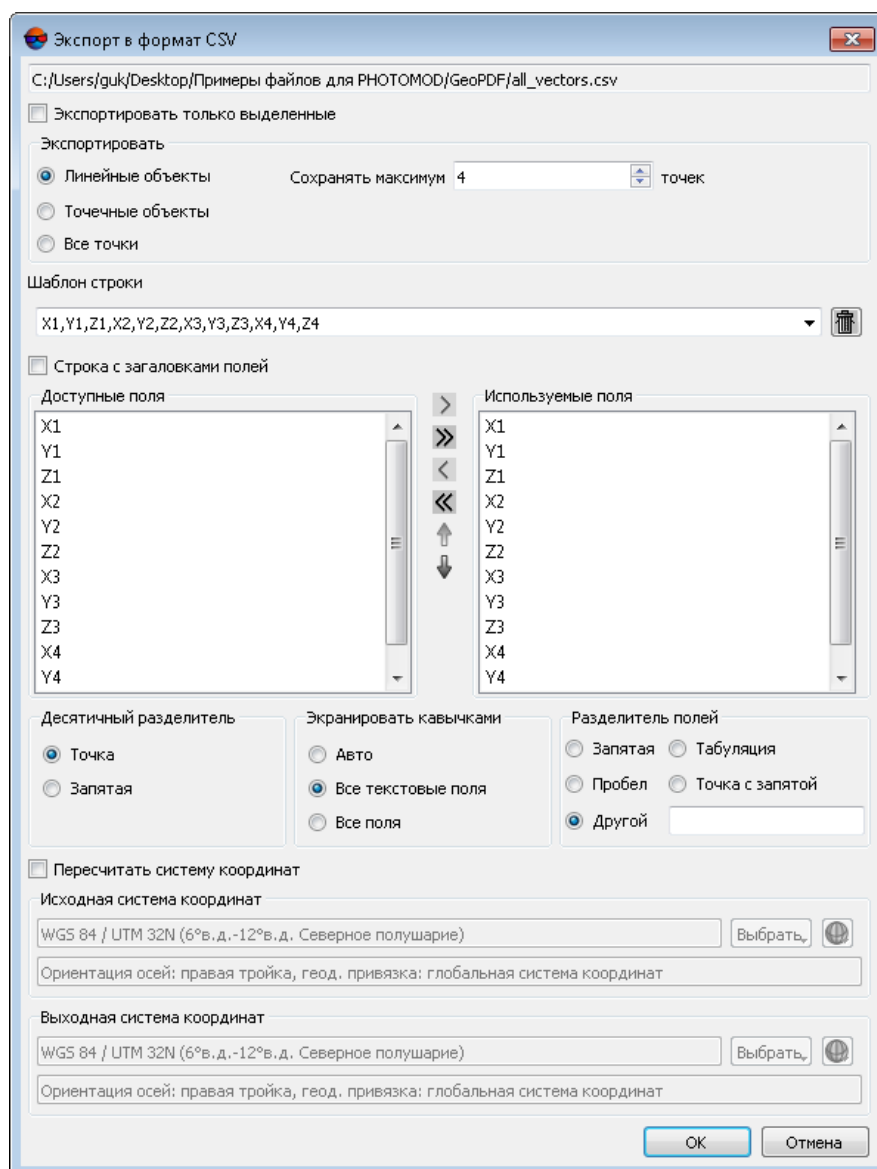 Экспорт в формат CSV
C:/Users/guk/Desktop/Примеры файлов для PHOTOMOD/GeoPDF/all_vectors.csv
Экспортировать только выделенные
Экспортировать
Линейные объекты Сохранять максимум 4 точек
Точечные объекты
Все точки
Шаблон строки
X1,Y1,Z1,X2,Y2,Z2,X3,Y3,Z3,X4,Y4,Z4
Строка с загаловками полей
Доступные поля Используемые поля
X1 X1
Y1 Y1
Z1 Z1
X2 X2
Y2 Y2
Z2 Z2
X3 X3
Y3 Y3
Z3 Z3
X4 X4
Y4 Y4
Десятичный разделитель Экранировать кавычками Разделитель полей
Точка Авто Запятая Табуляция
Запятая Все текстовые поля Пробел Точка с запятой
Все поля Другой
Пересчитать систему координат
Исходная система координат
WGS 84 / UTM 32N (6°в.д.-12°в.д. Северное полушарие) Выбрать
Ориентация осей: правая тройка, геод. привязка: глобальная система координат
Выходная система координат
WGS 84 / UTM 32N (6°в.д.-12°в.д. Северное полушарие) Выбрать
Ориентация осей: правая тройка, геод. привязка: глобальная система координат
OK Отмена